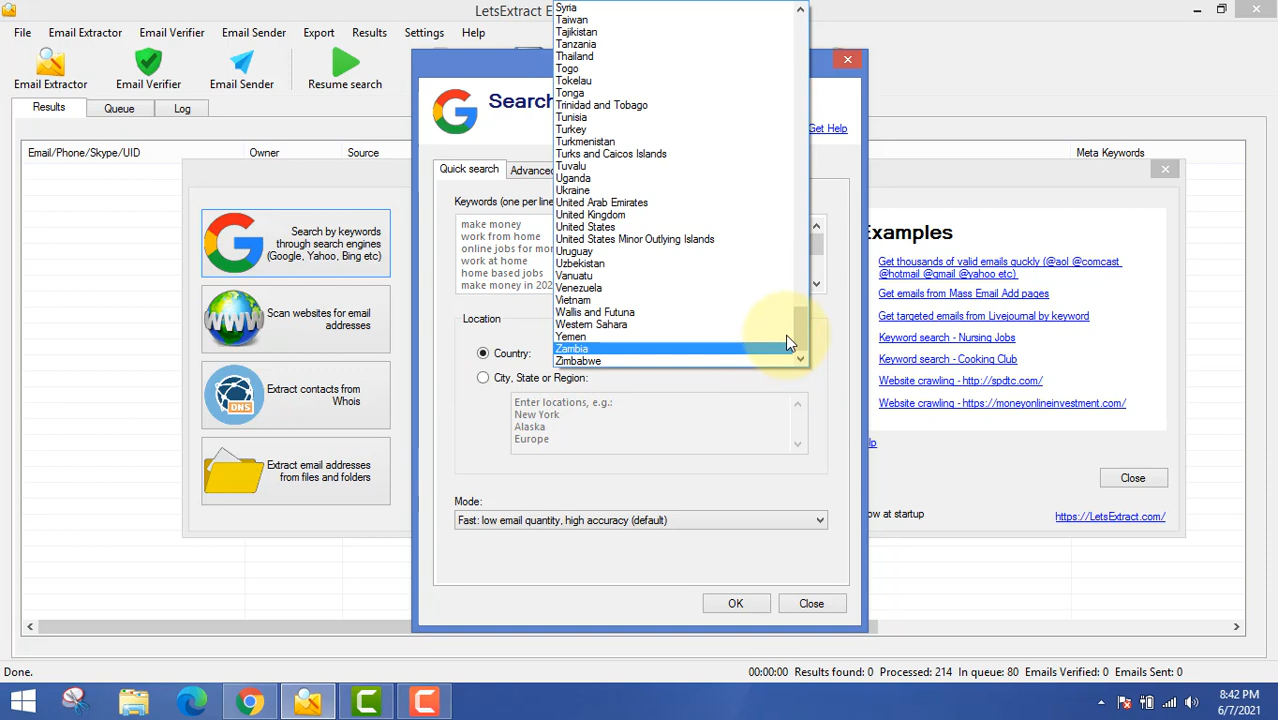 LetsExtract E
File Email Extractor Email Verifier Email Sender Export Results Settings Help
Email Extractor Email Verifier Email Sender Resume search
Results Queue Log
Email/Phone/Skype/UID Owner Source Meta Keywords
Search by keywords
through search engines
(Google, Yahoo, Bing etc)
WWW
Scan websites for email
addresses
DNS
Extract contacts from
Whois
Extract email addresses
from files and folders
Search
Get Help
Quick search Advanced
Keywords (one per line
make money
work from home
online jobs for mo
work at home
home based jobs
make money in 202
Location
Country:
City, State or Region:
Enter locations, e.g.:
New York
Alaska
Europe
Mode:
Fast: low email quantity, high accuracy (default)
OK Close
Syria
Taiwan
Tajikistan
Tanzania
Thailand
Togo
Tokelau
Tonga
Trinidad and Tobago
Tunisia
Turkey
Turkmenistan
Turks and Caicos Islands
Tuvalu
Uganda
Ukraine
United Arab Emirates
United Kingdom
United States
United States Minor Outlying Islands
Uruguay
Uzbekistan
Vanuatu
Venezuela
Vietnam
Wallis and Futuna
Western Sahara
Yemen
Zambia
Zimbabwe
Examples
Get thousands of valid emails quckly (@aol @comcast
@hotmail @gmail @yahoo etc)
Get emails from Mass Email Add pages
Get targeted emails from Livejournal by keyword
Keyword search - Nursing Jobs
Keyword search - Cooking Club
Website crawling - http://spdtc.com/
Website crawling - https://moneyonlineinvestment.com/
lp
Close
ow at startup https://LetsExtract.com/
Done. 00:00:00 Results found: 0 Processed: 214 In queue: 80 Emails Verified: 0 Emails Sent: 0
8:42 PM
6/7/2021